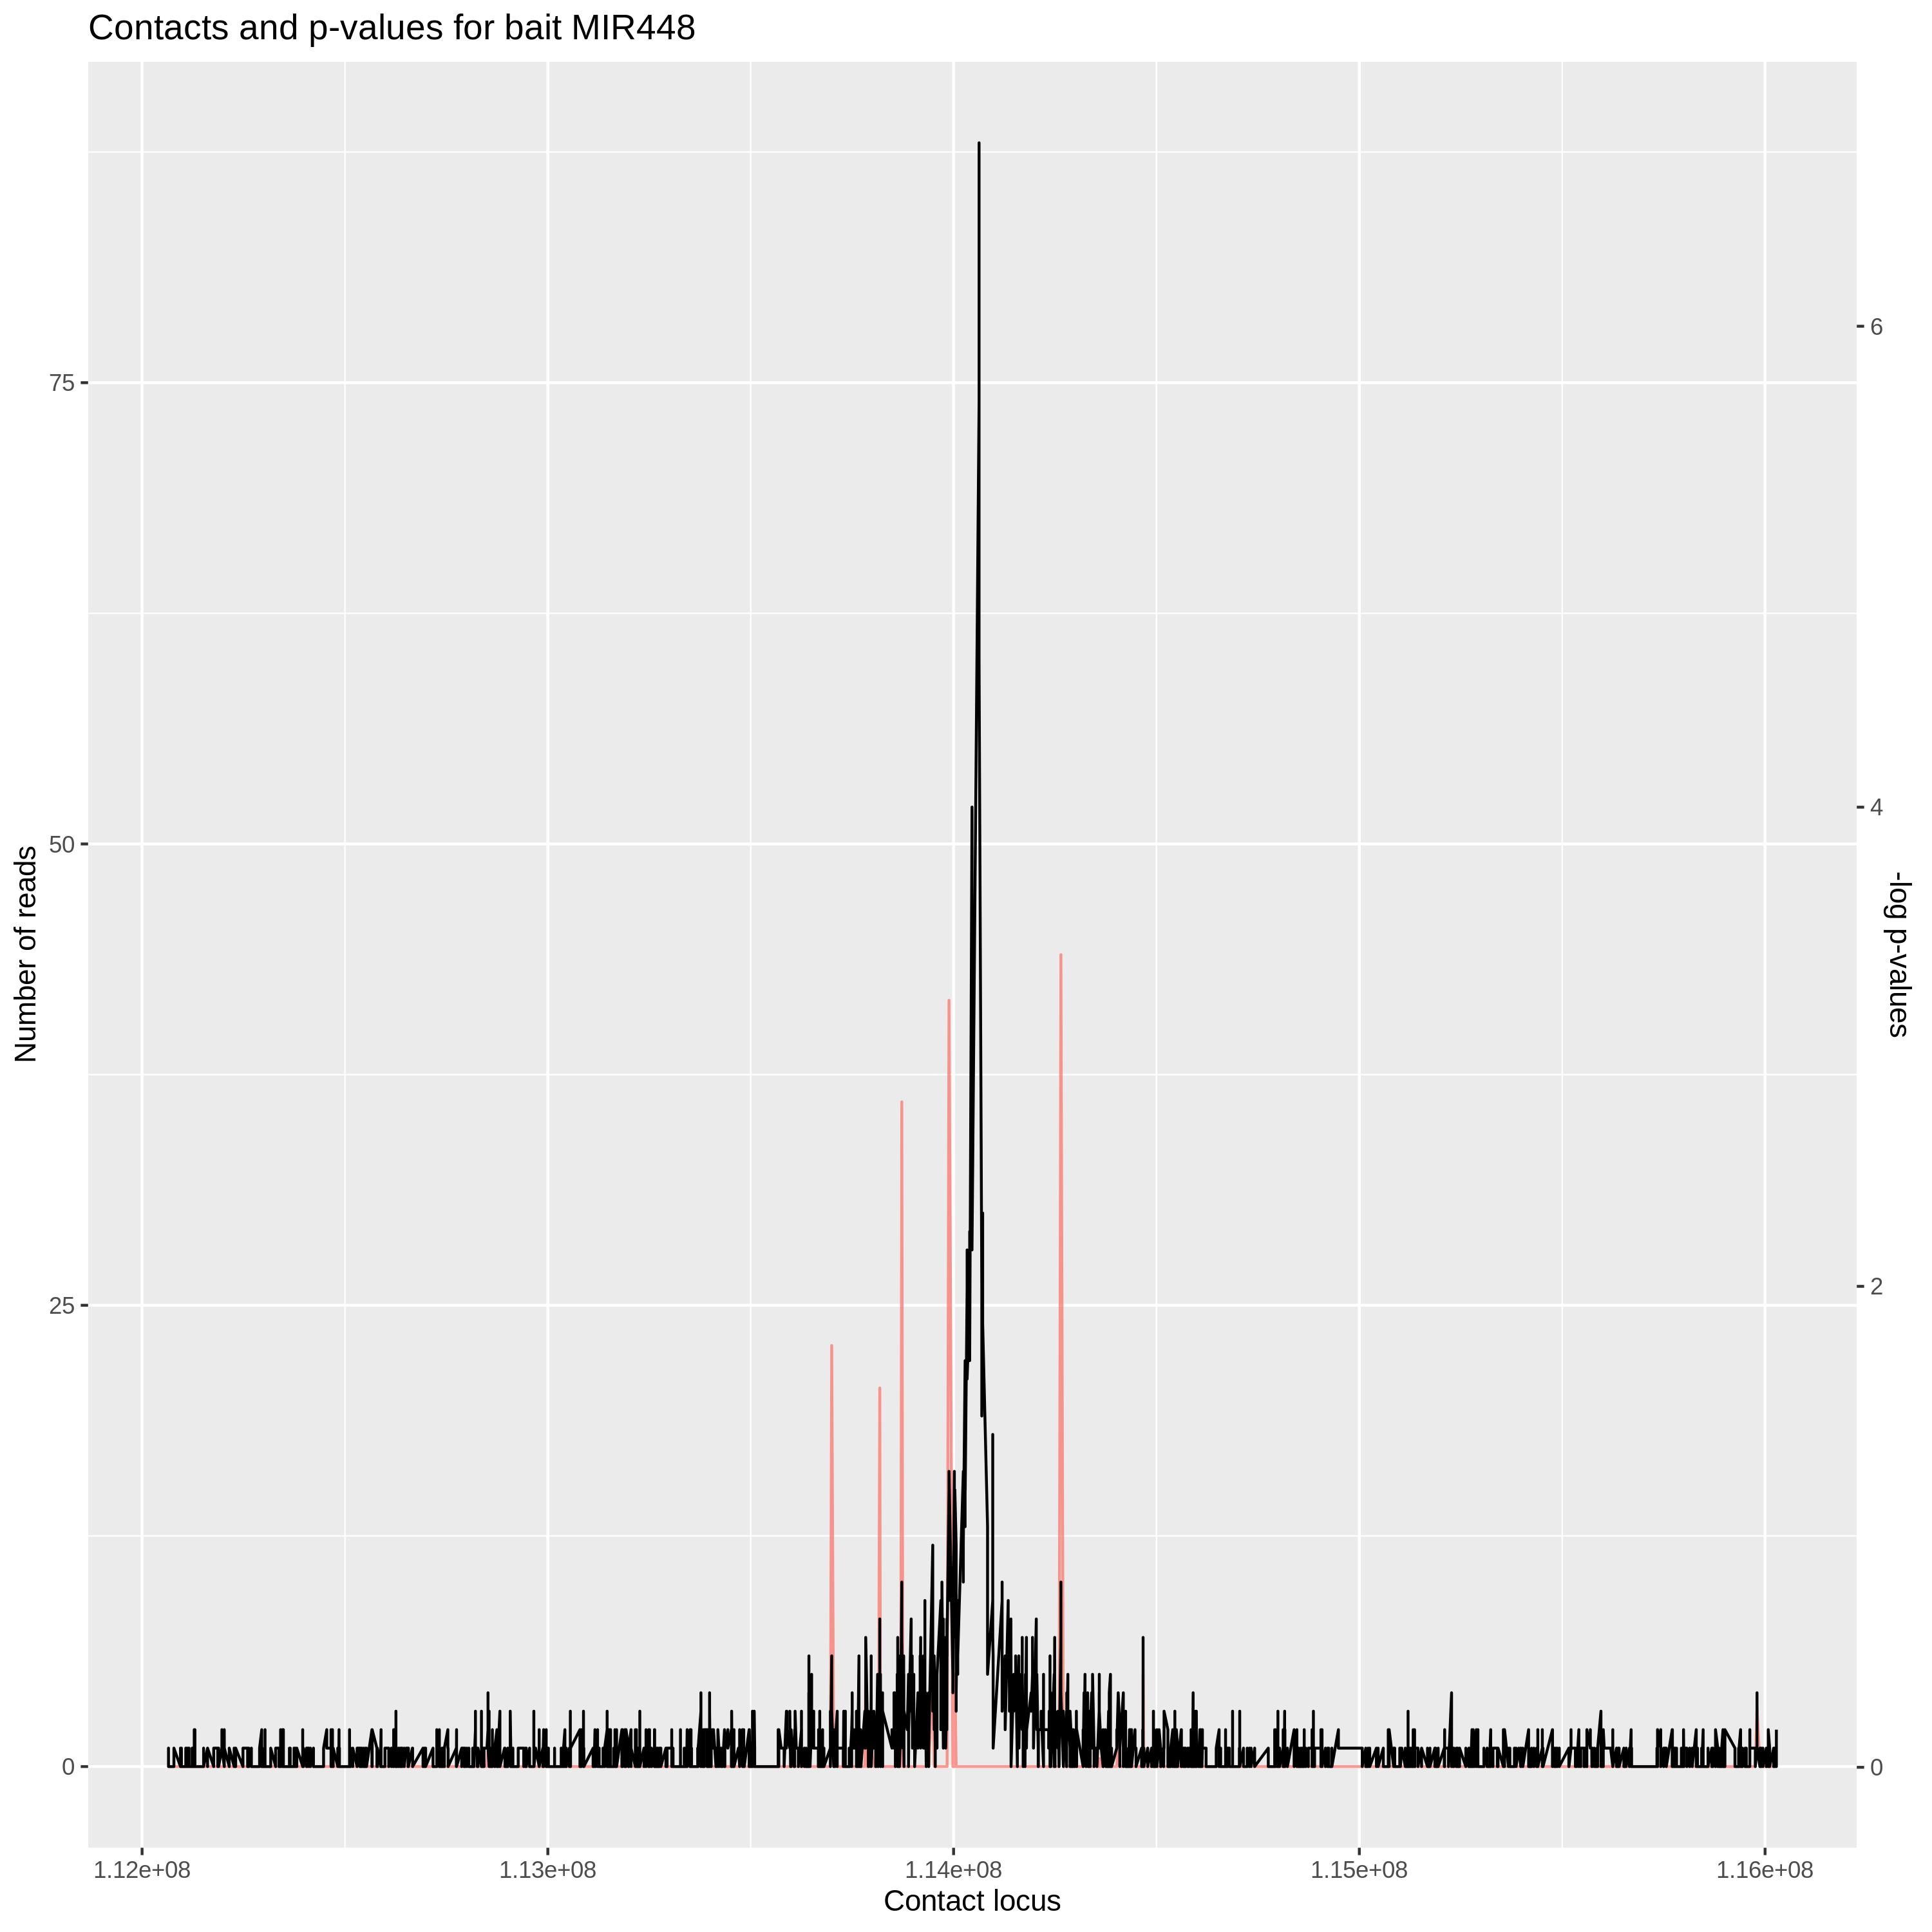 Contacts and p-values for bait MIR448
Number of reads
75
50
25
0
6
4
2
0
-log p-values
1.12e+08
1.13e+08
1.14e+08
1.15e+08
1.16e+08
Contact locus